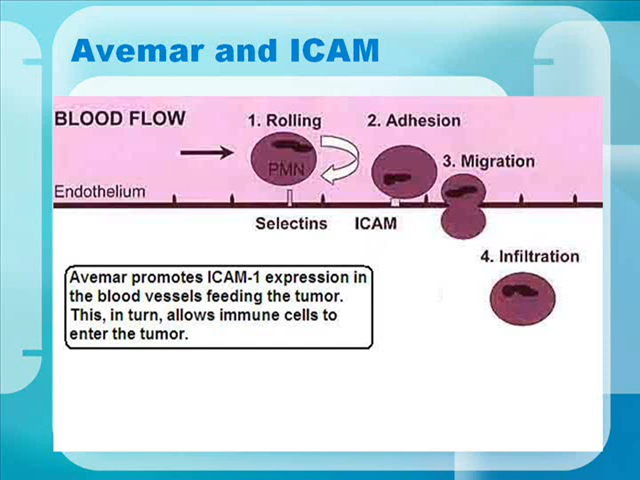 Avemar and ICAM
BLOOD FLOW
1. Rolling
2. Adhesion
3. Migration
PMN
Endothelium
Selectins
ICAM
4. Infiltration
Avemar promotes ICAM-1 expression in
the blood vessels feeding the tumor.
This, in turn, allows immune cells to
enter the tumor.